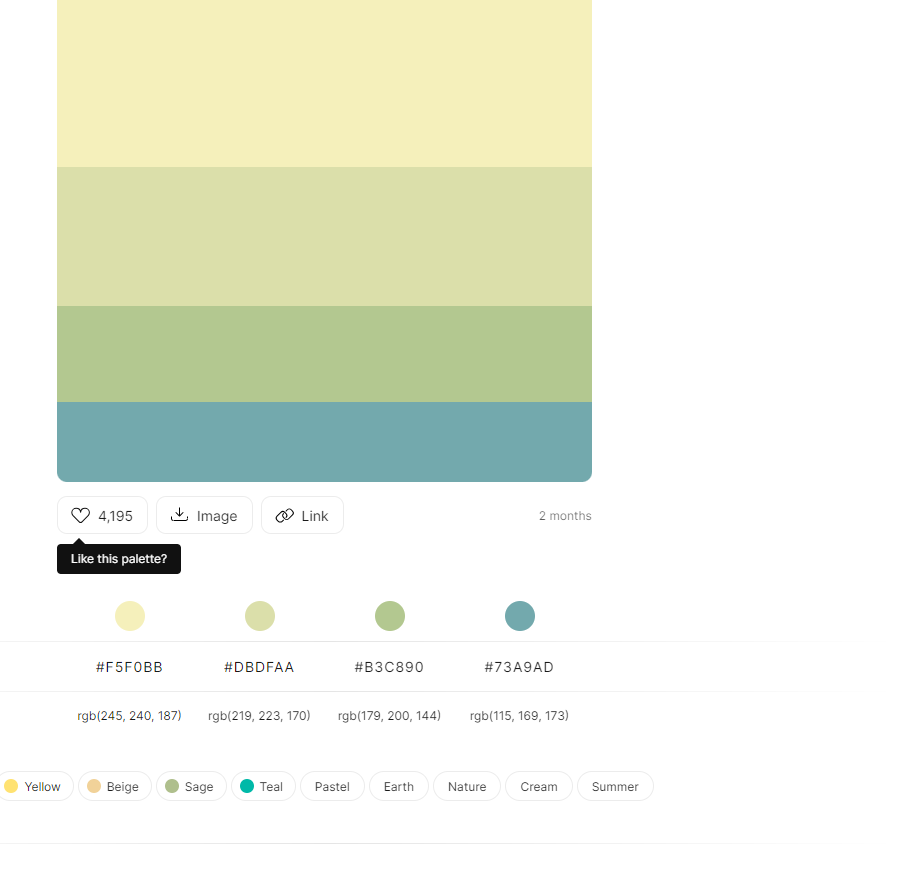 4,195 Image Link 2 months
Like this palette?
#F5F0BB #DBDFAA #B3C890 #73A9AD
rgb(245, 240, 187) rgb(219, 223, 170) rgb(179, 200, 144) rgb(115, 169, 173)
Yellow Beige Sage Teal Pastel Earth Nature Cream Summer